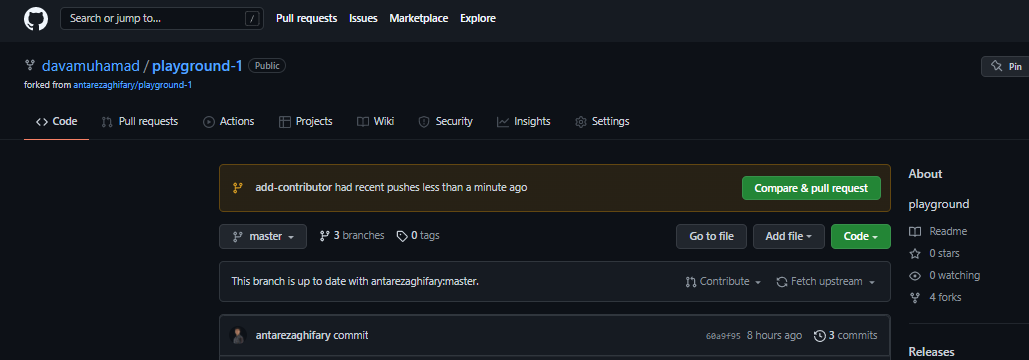 Search or jump to... / Pull requests Issues Marketplace Explore
davamuhamad / playground-1 Public Pin
forked from antarezaghifary/playground-1
Code Pull requests Actions Projects Wiki Security Insights Settings
add-contributor had recent pushes less than a minute ago Compare & pull request
master 3 branches 0 tags Go to file Add file Code
This branch is up to date with antarezaghifary:master. Contribute Fetch upstream
antarezaghifary commit 60a9f95 8 hours ago 3 commits
About
playground
Readme
0 stars
0 watching
4 forks
Releases